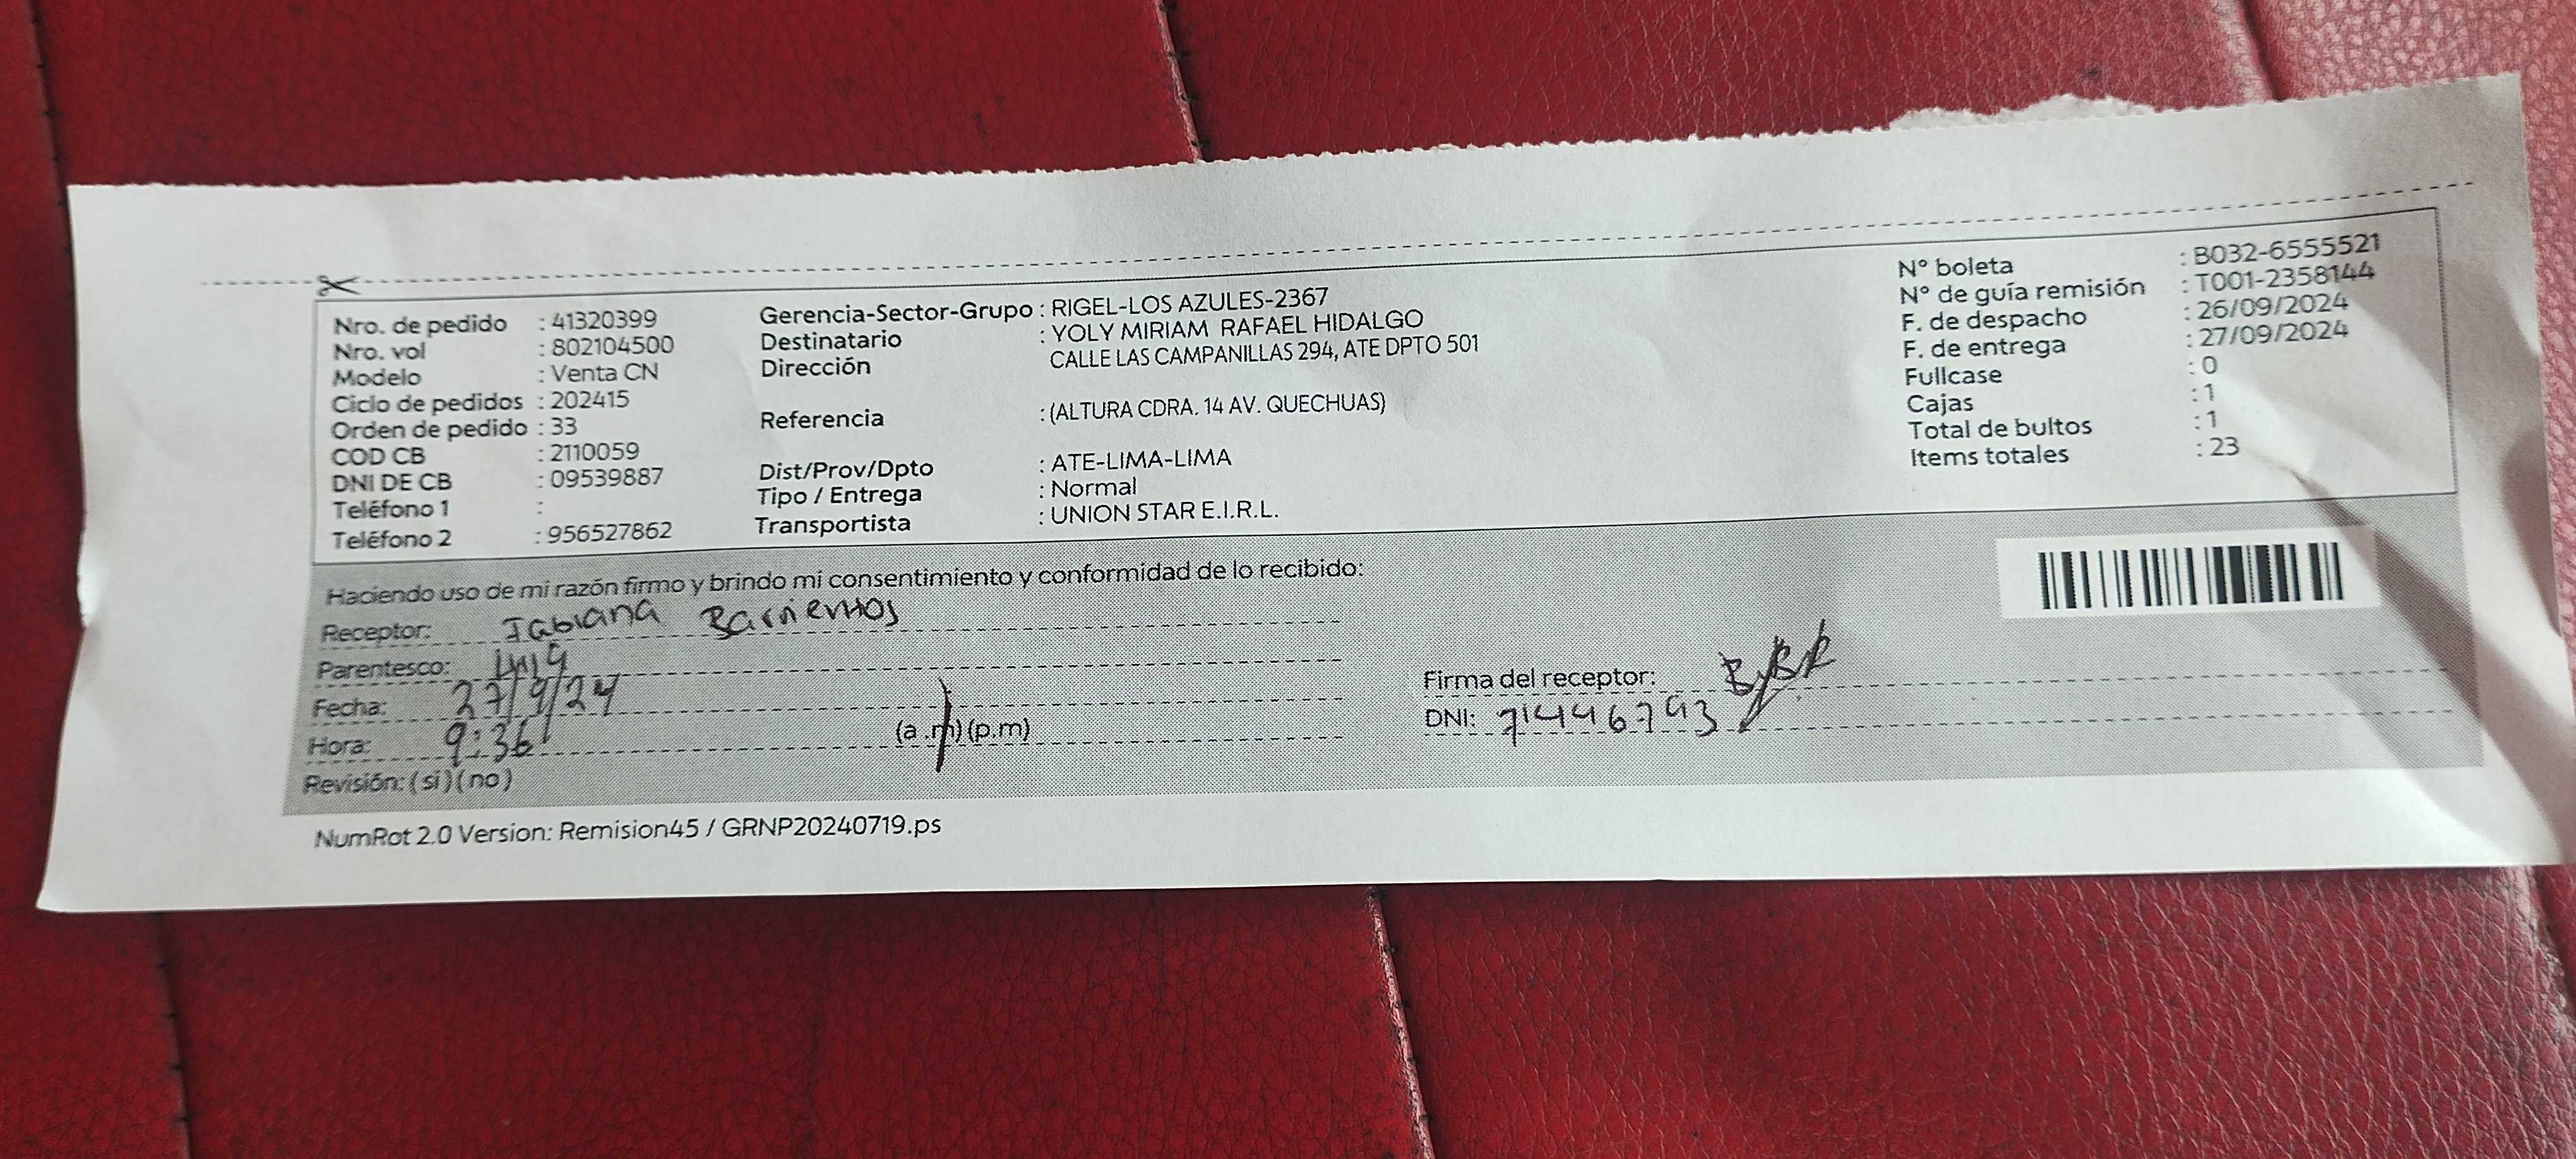 Nro. de pedido : 41320399
Nro. vol : 802104500
Modelo : Venta CN
Ciclo de pedidos : 202415
Orden de pedido : 33
COD CB : 2110059
DNI DE CB : 09539887
Teléfono 1 :
Teléfono 2 : 956527862
Gerencia-Sector-Grupo : RIGEL-LOS AZULES-2367
Destinatario : YOLY MIRIAM RAFAEL HIDALGO
Dirección CALLE LAS CAMPANILLAS 294, ATE DPTO 501
Referencia : (ALTURA CDRA. 14 AV. QUECHUAS)
Dist/Prov/Dpto : ATE-LIMA-LIMA
Tipo / Entrega : Normal
Transportista : UNION STAR E.I.R.L.
N° boleta : B032-6555521
N° de guía remisión : T001-2358144
F. de despacho : 26/09/2024
F. de entrega : 27/09/2024
Fullcase : 0
Cajas : 1
Total de bultos : 1
Items totales : 23
Haciendo uso de mi razón firmo y brindo mi consentimiento y conformidad de lo recibido:
Receptor: Fabiana Barrientos
Parentesco:
Fecha: 27/9/24
Hora: 9:36 (a.m)(p.m)
Revisión: (si)(no)
Firma del receptor:
DNI: 71446793
NumRot 2.0 Version: Remision45 / GRNP20240719.ps